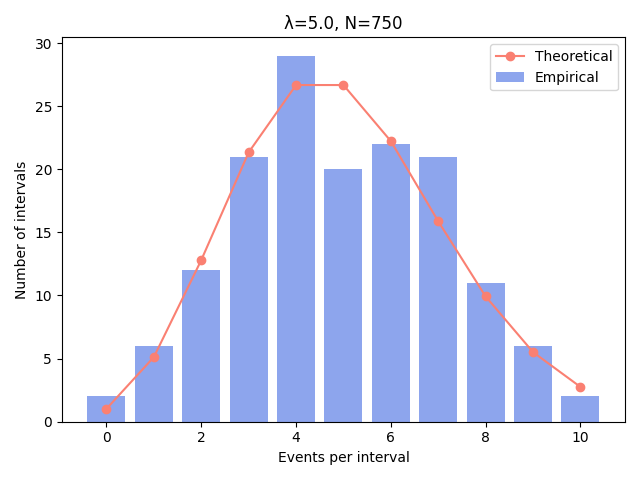 λ=5.0, N=750
Theoretical
Empirical
Number of intervals
30
25
20
15
10
5
0
0 2 4 6 8 10
Events per interval